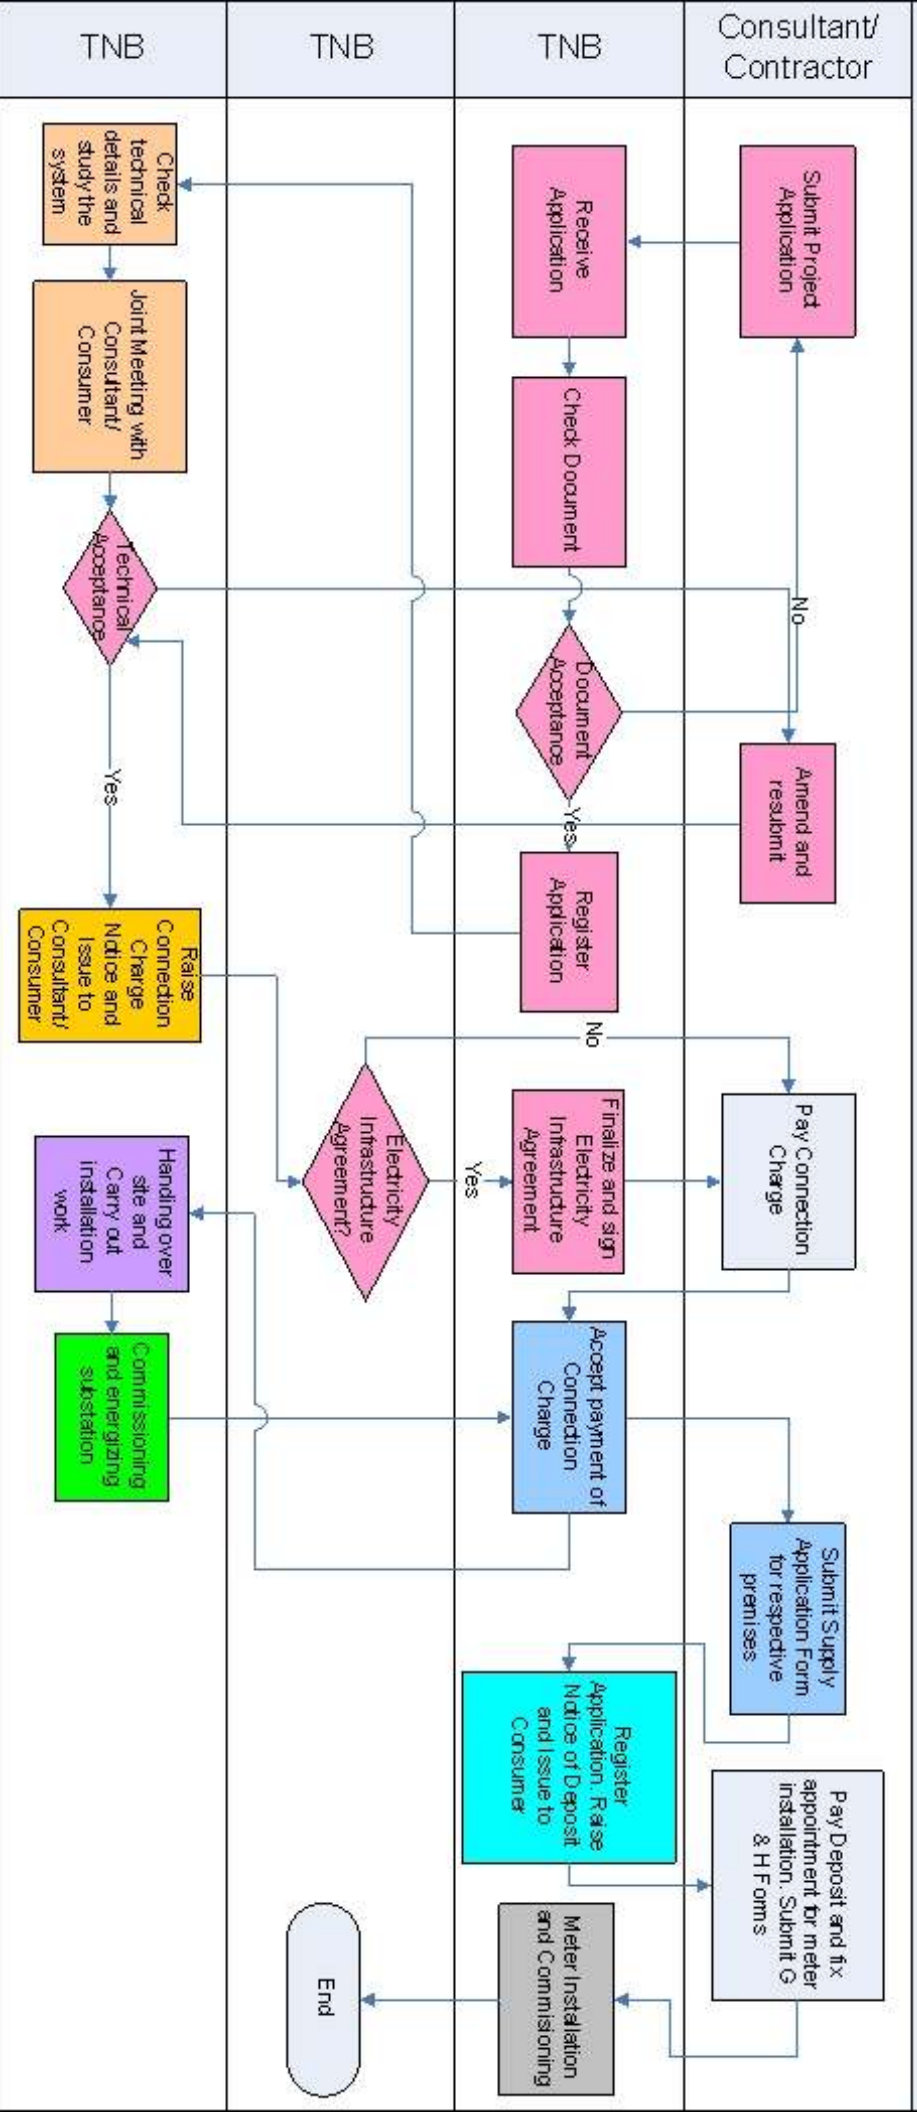 TNB
TNB
TNB
Consultant/
Contractor
Submit Project
Application
Receive
Application
Check Document
Document
Acceptance
No
Yes
Register
Application
Check
technical
details and
study the
system
Joint Meeting with
Consultant/
Consumer
Technical
Acceptance
Amend and
resubmit
Yes
Raise
Connection
Charge
Notice and
Issue to
Consultant/
Consumer
Electricity
Infrastructure
Agreement?
No
Yes
Finalize and sign
Electricity
Infrastructure
Agreement
Pay Connection
Charge
Accept payment of
Connection
Charge
Handing over
site and
Carry out
installation
work
Commissioning
and energizing
substation
Submit Supply
Application Form
for respective
premises
Register
Application. Raise
Notice of Deposit
and Issue to
Consumer
Pay Deposit and fix
appointment for meter
installation. Submit G
& H Forms
Meter Installation
and Commisioning
End